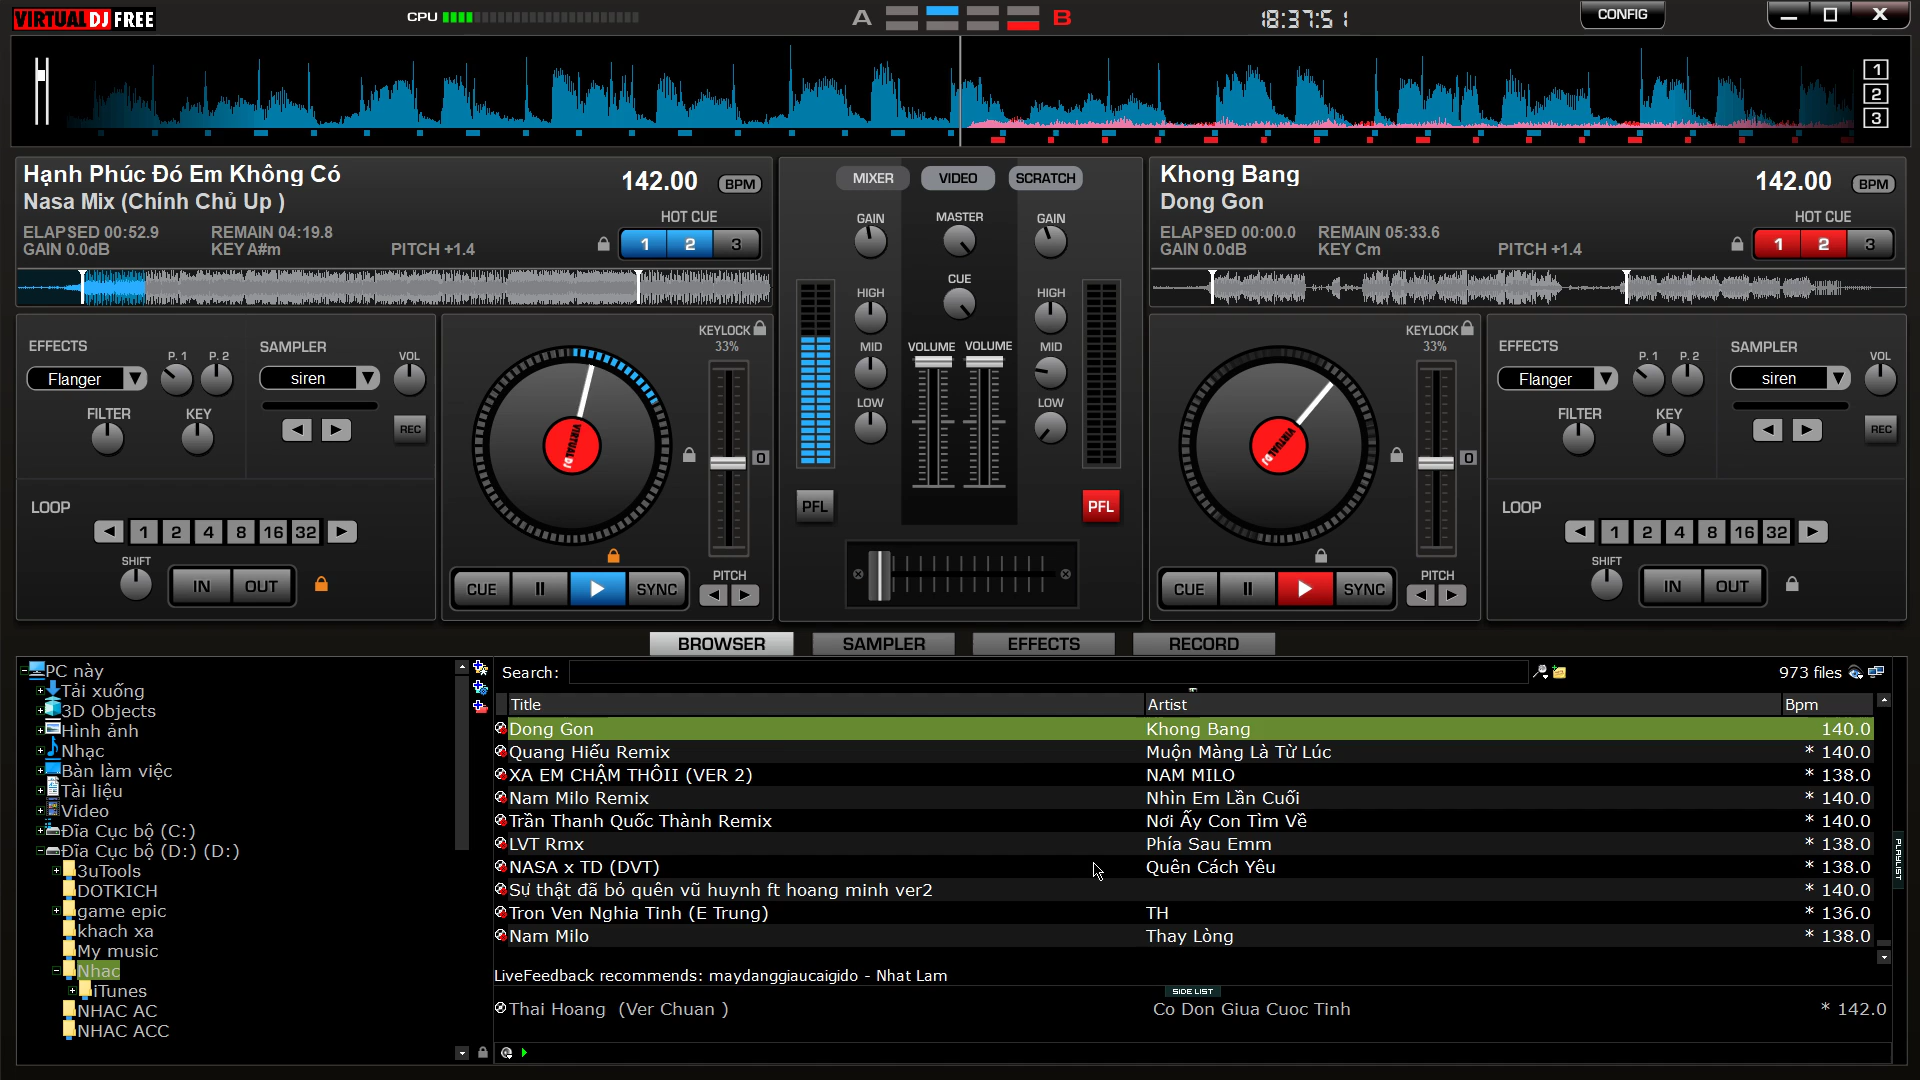 VIRTUAL DJ FREE
CPU
A
B
18:37:51
CONFIG
1
2
3
Hạnh Phúc Đó Em Không Có
Nasa Mix (Chính Chủ Up )
142.00 BPM
ELAPSED 00:52.9 REMAIN 04:19.8
GAIN 0.0dB KEY A#m PITCH +1.4
HOT CUE
1 2 3
MIXER VIDEO SCRATCH
GAIN MASTER GAIN
CUE
HIGH HIGH
MID MID
VOLUME VOLUME
LOW LOW
PFL PFL
Khong Bang
Dong Gon
142.00 BPM
ELAPSED 00:00.0 REMAIN 05:33.6
GAIN 0.0dB KEY Cm PITCH +1.4
HOT CUE
1 2 3
EFFECTS
P. 1 P. 2
Flanger
FILTER KEY
SAMPLER
VOL
siren
REC
LOOP
1 2 4 8 16 32
SHIFT
IN OUT
KEYLOCK
33%
VIRTUAL DJ
0
CUE SYNC
PITCH
KEYLOCK
33%
VIRTUAL DJ
0
CUE SYNC
PITCH
EFFECTS
P. 1 P. 2
Flanger
FILTER KEY
SAMPLER
VOL
siren
REC
LOOP
1 2 4 8 16 32
SHIFT
IN OUT
BROWSER SAMPLER EFFECTS RECORD
PC này
Tải xuống
3D Objects
Hình ảnh
Nhạc
Bàn làm việc
Tài liệu
Video
Đĩa Cục bộ (C:)
Đĩa Cục bộ (D:) (D:)
3uTools
DOTKICH
game epic
khach xa
My music
Nhac
iTunes
NHAC AC
NHAC ACC
Search: 973 files
Title Artist Bpm
Dong Gon Khong Bang 140.0
Quang Hiếu Remix Muộn Màng Là Từ Lúc * 140.0
XA EM CHẬM THÔII (VER 2) NAM MILO * 138.0
Nam Milo Remix Nhìn Em Lần Cuối * 140.0
Trần Thanh Quốc Thành Remix Nơi Ấy Con Tìm Về * 140.0
LVT Rmx Phía Sau Emm * 138.0
NASA x TD (DVT) Quên Cách Yêu * 138.0
Sự thật đã bỏ quên vũ huynh ft hoang minh ver2 * 140.0
Tron Ven Nghia Tinh (E Trung) TH * 136.0
Nam Milo Thay Lòng * 138.0
PLAYLIST
LiveFeedback recommends: maydanggiaucaigido - Nhat Lam
SIDE LIST
Thai Hoang (Ver Chuan ) Co Don Giua Cuoc Tinh * 142.0